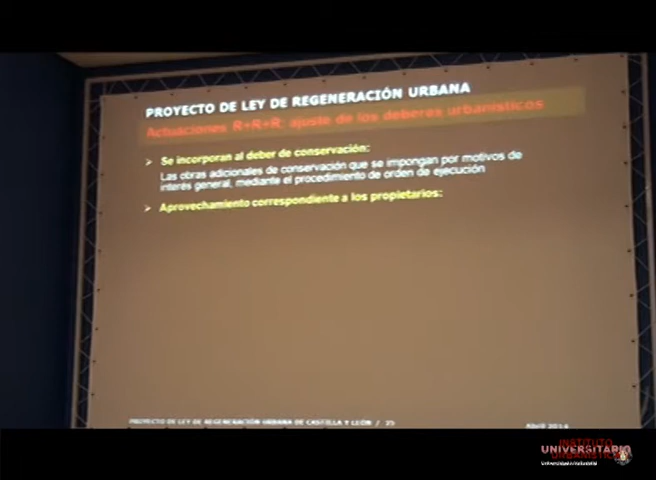 PROYECTO DE LEY DE REGENERACIÓN URBANA
Actuaciones R+R+R: ajuste de los deberes urbanísticos
➢ Se incorporan al deber de conservación:
Las obras adicionales de conservación que se impongan por motivos de
interés general, mediante el procedimiento de orden de ejecución
➢ Aprovechamiento correspondiente a los propietarios:
PROYECTO DE LEY DE REGENERACIÓN URBANA DE CASTILLA Y LEÓN / 35
Abril 2014
INSTITUTO
UNIVERSITARIO
URBANÍSTICA